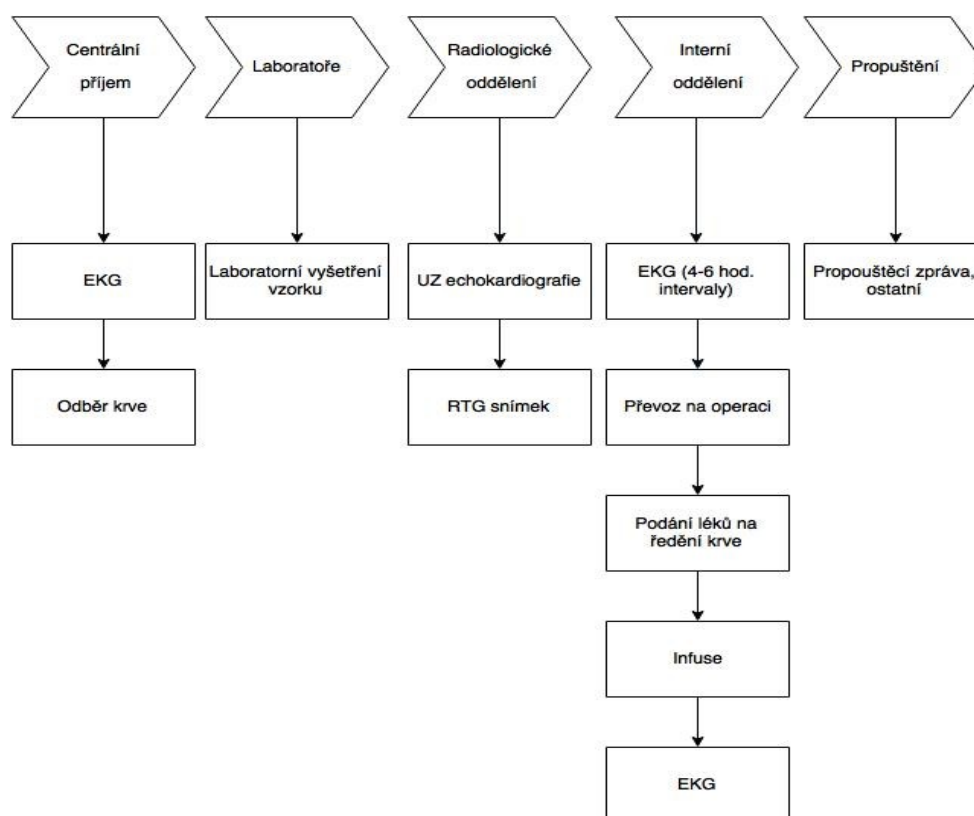 Centrální
příjem
Laboratoře
Radiologické
oddělení
Interní
oddělení
Propuštění
EKG
Laboratorní vyšetření
vzorku
UZ echokardiografie
EKG (4-6 hod.
intervaly)
Propouštěcí zpráva,
ostatní
Odběr krve
RTG snímek
Převoz na operaci
Podání léků na
ředění krve
Infuse
EKG